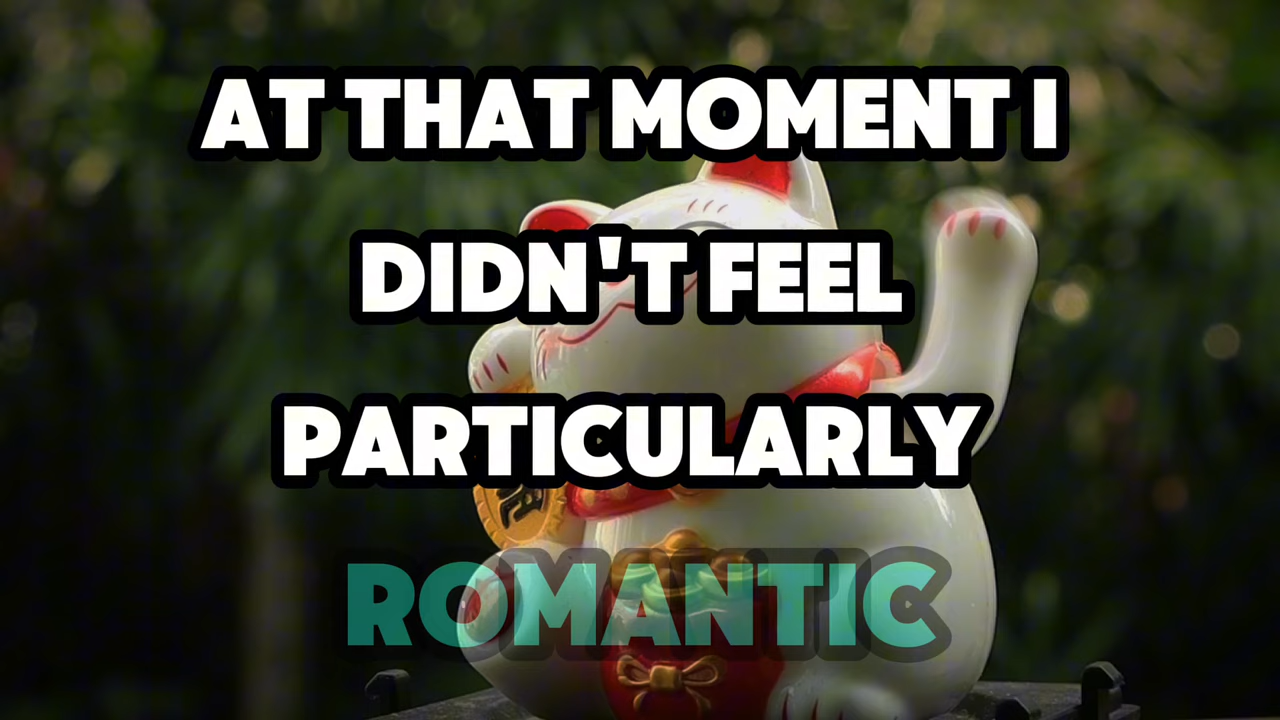 AT THAT MOMENT I
DIDN'T FEEL
PARTICULARLY
ROMANTIC